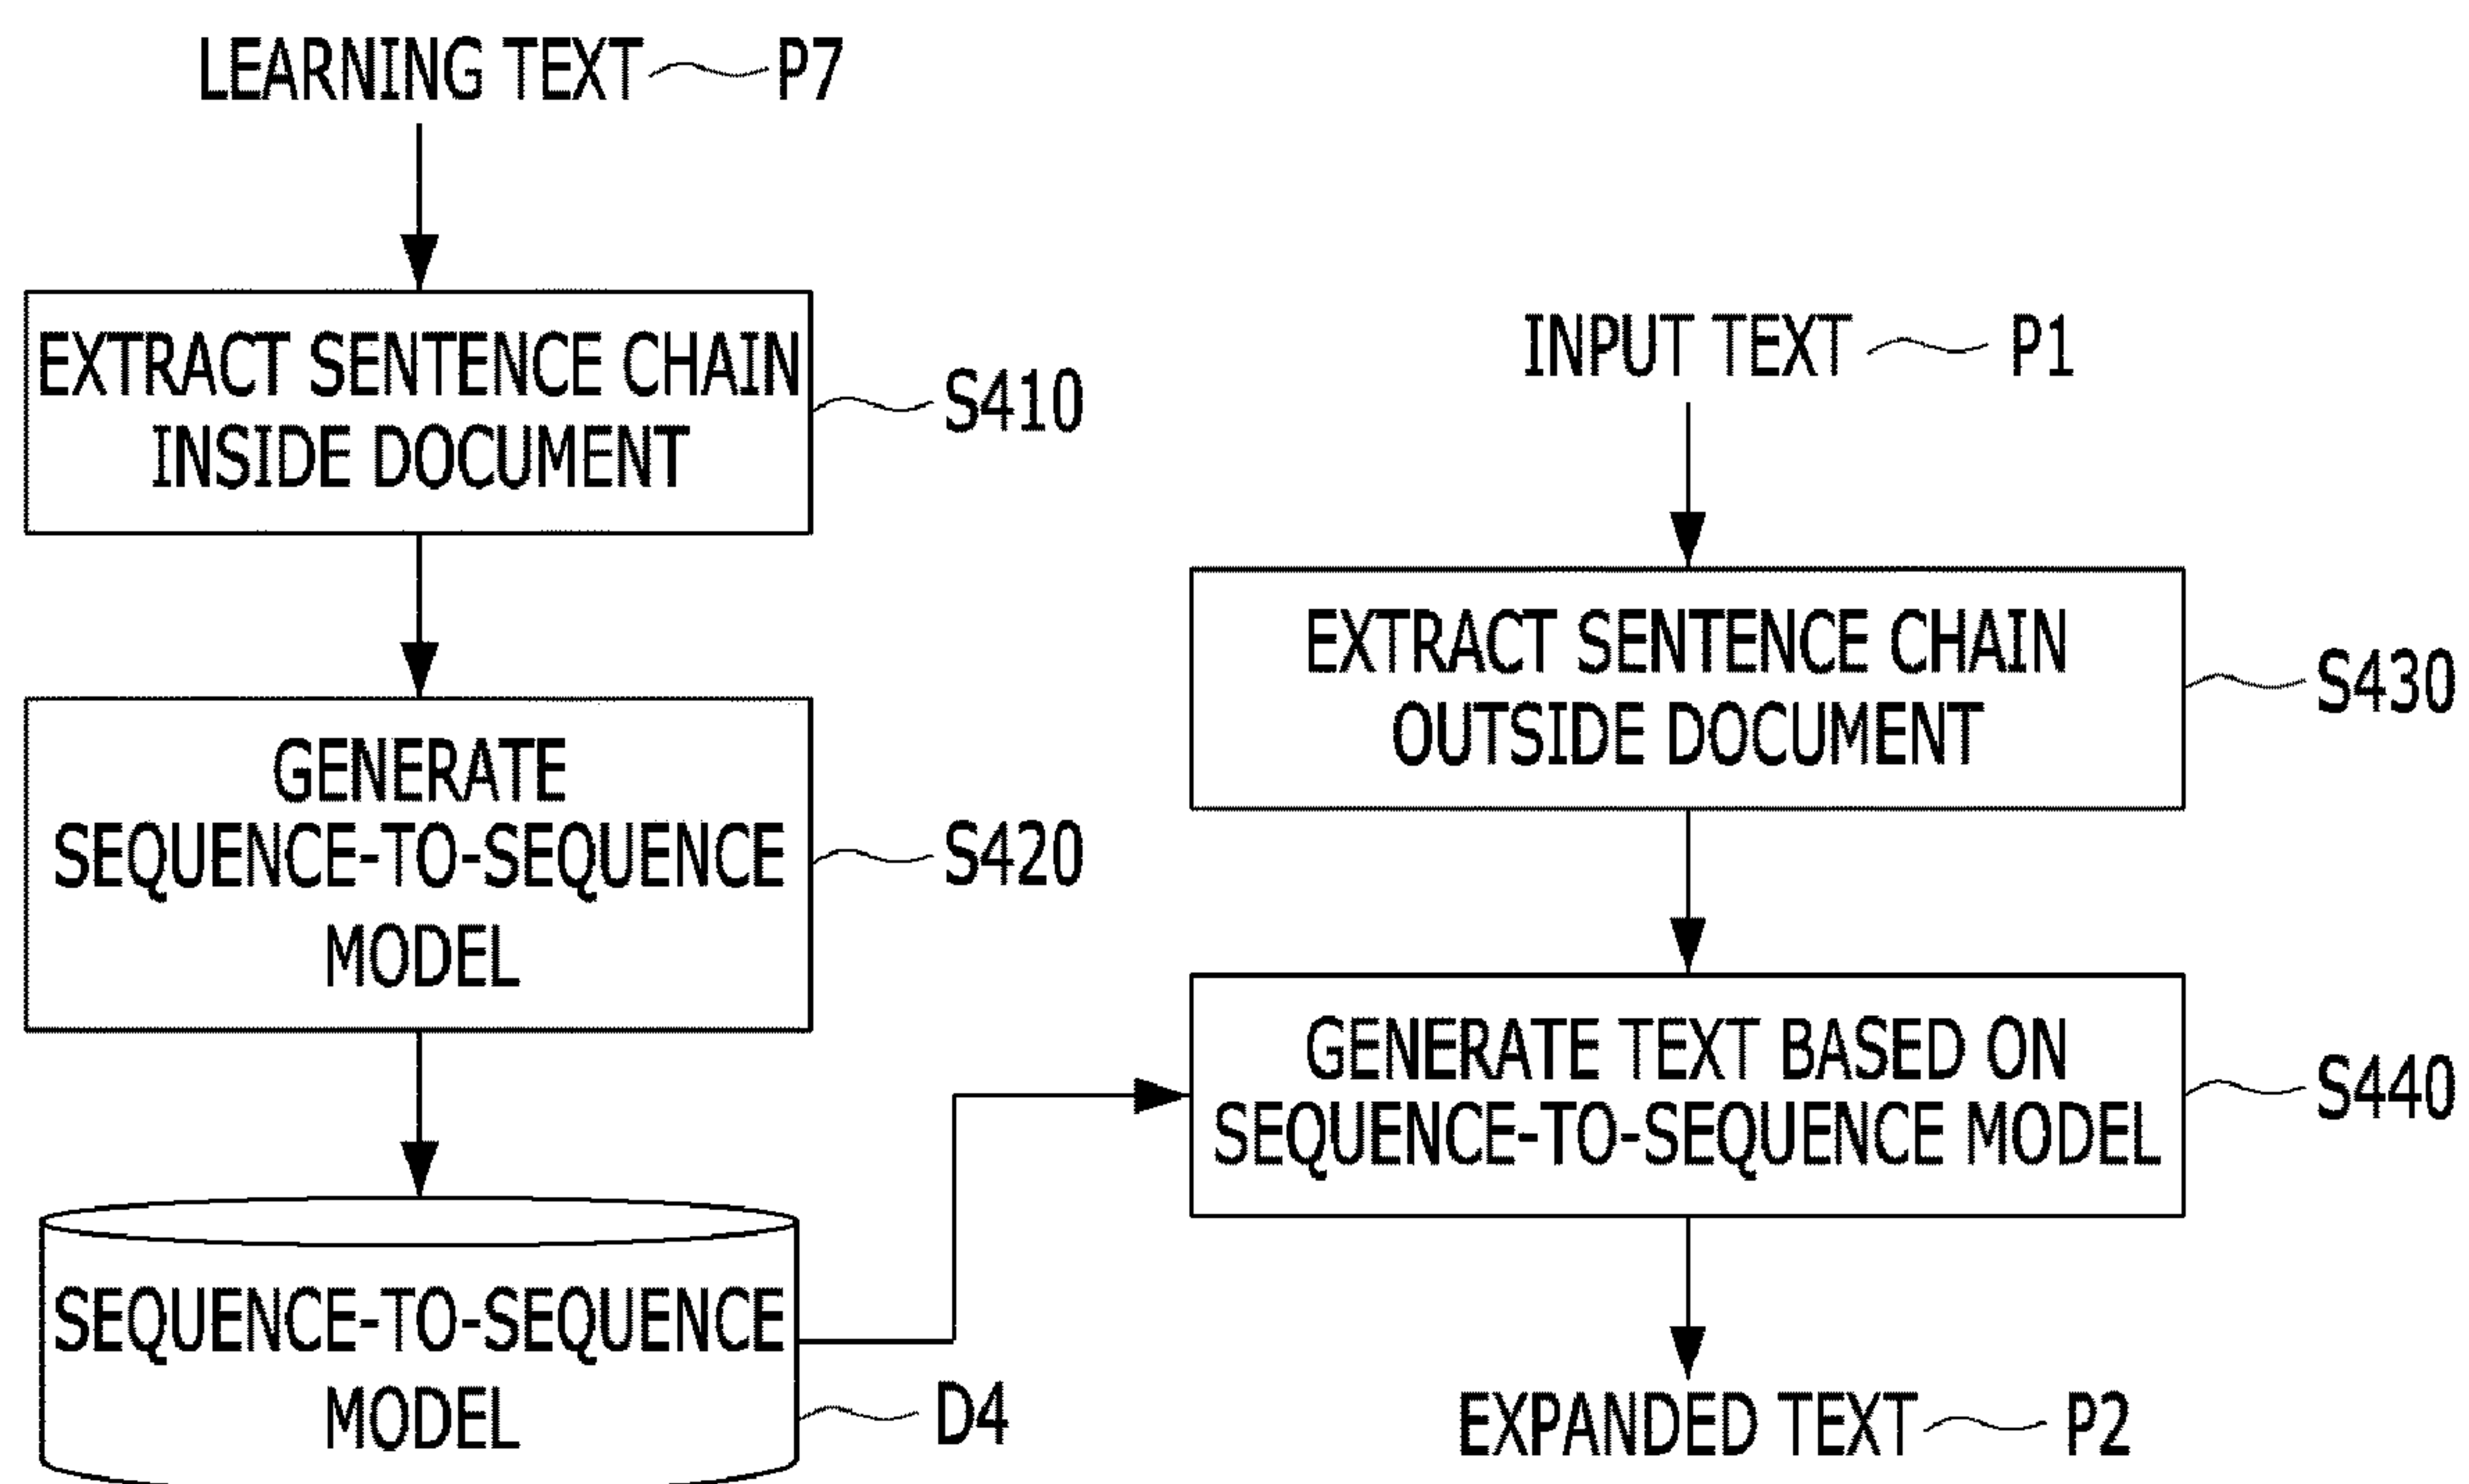 LEARNING TEXT P7
EXTRACT SENTENCE CHAIN
INSIDE DOCUMENT
S410
GENERATE
SEQUENCE-TO-SEQUENCE
MODEL
S420
SEQUENCE-TO-SEQUENCE
MODEL
D4
INPUT TEXT P1
EXTRACT SENTENCE CHAIN
OUTSIDE DOCUMENT
S430
GENERATE TEXT BASED ON
SEQUENCE-TO-SEQUENCE MODEL
S440
EXPANDED TEXT P2